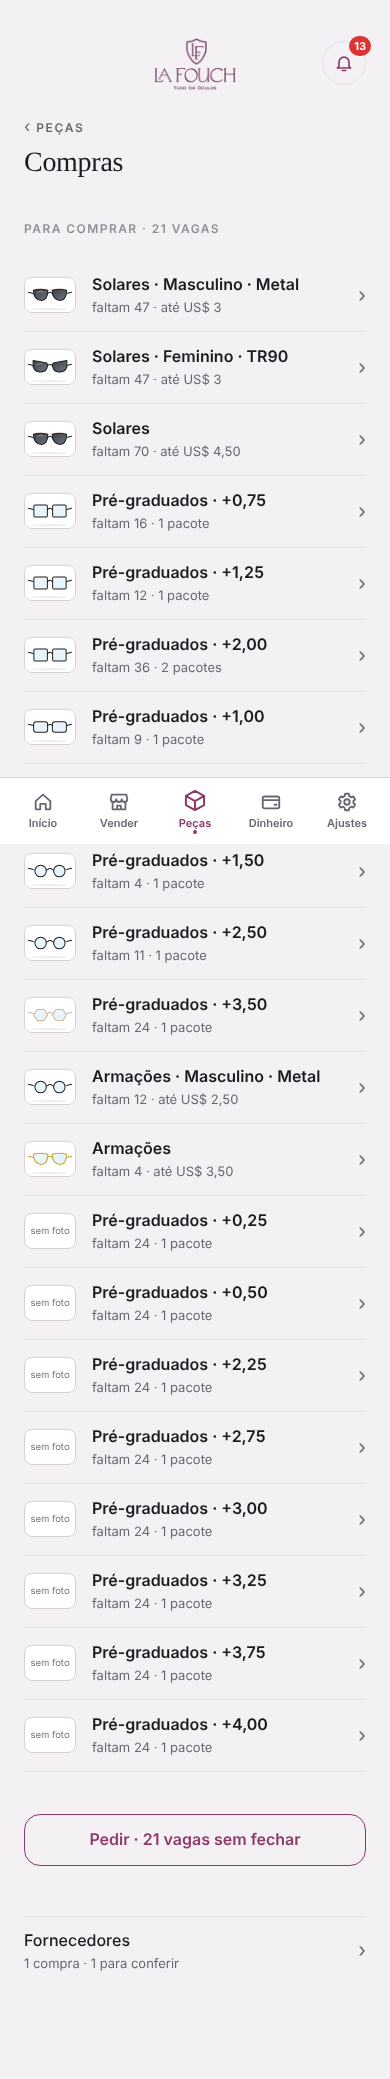 13
LF
LA FOUCH
TUDO EM ÓCULOS
‹ PEÇAS
Compras
PARA COMPRAR · 21 VAGAS
Solares · Masculino · Metal
faltam 47 · até US$ 3
Solares · Feminino · TR90
faltam 47 · até US$ 3
Solares
faltam 70 · até US$ 4,50
Pré-graduados · +0,75
faltam 16 · 1 pacote
Pré-graduados · +1,25
faltam 12 · 1 pacote
Pré-graduados · +2,00
faltam 36 · 2 pacotes
Pré-graduados · +1,00
faltam 9 · 1 pacote
Início
Vender
Peças
Dinheiro
Ajustes
Pré-graduados · +1,50
faltam 4 · 1 pacote
Pré-graduados · +2,50
faltam 11 · 1 pacote
Pré-graduados · +3,50
faltam 24 · 1 pacote
Armações · Masculino · Metal
faltam 12 · até US$ 2,50
Armações
faltam 4 · até US$ 3,50
sem foto
Pré-graduados · +0,25
faltam 24 · 1 pacote
sem foto
Pré-graduados · +0,50
faltam 24 · 1 pacote
sem foto
Pré-graduados · +2,25
faltam 24 · 1 pacote
sem foto
Pré-graduados · +2,75
faltam 24 · 1 pacote
sem foto
Pré-graduados · +3,00
faltam 24 · 1 pacote
sem foto
Pré-graduados · +3,25
faltam 24 · 1 pacote
sem foto
Pré-graduados · +3,75
faltam 24 · 1 pacote
sem foto
Pré-graduados · +4,00
faltam 24 · 1 pacote
Pedir · 21 vagas sem fechar
Fornecedores
1 compra · 1 para conferir